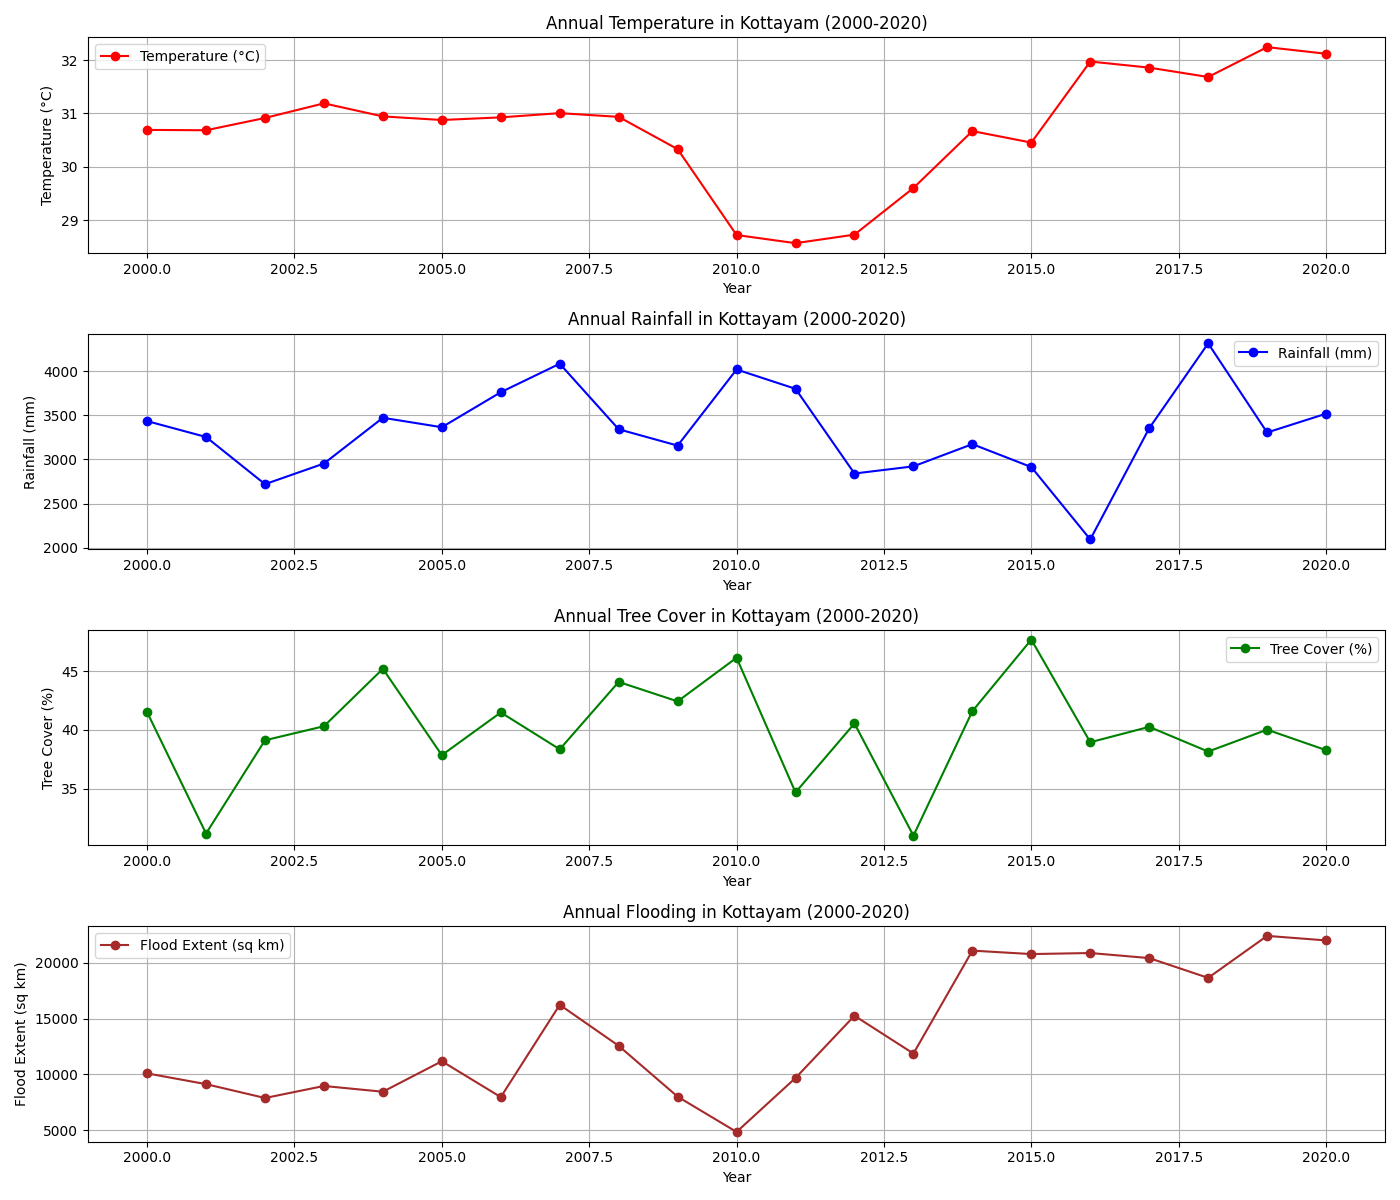 Annual Temperature in Kottayam (2000-2020)
Temperature (°C)
Temperature (°C)
32
31
30
29
2000.0 2002.5 2005.0 2007.5 2010.0 2012.5 2015.0 2017.5 2020.0
Year
Annual Rainfall in Kottayam (2000-2020)
Rainfall (mm)
Rainfall (mm)
4000
3500
3000
2500
2000
2000.0 2002.5 2005.0 2007.5 2010.0 2012.5 2015.0 2017.5 2020.0
Year
Annual Tree Cover in Kottayam (2000-2020)
Tree Cover (%)
Tree Cover (%)
45
40
35
2000.0 2002.5 2005.0 2007.5 2010.0 2012.5 2015.0 2017.5 2020.0
Year
Annual Flooding in Kottayam (2000-2020)
Flood Extent (sq km)
Flood Extent (sq km)
20000
15000
10000
5000
2000.0 2002.5 2005.0 2007.5 2010.0 2012.5 2015.0 2017.5 2020.0
Year